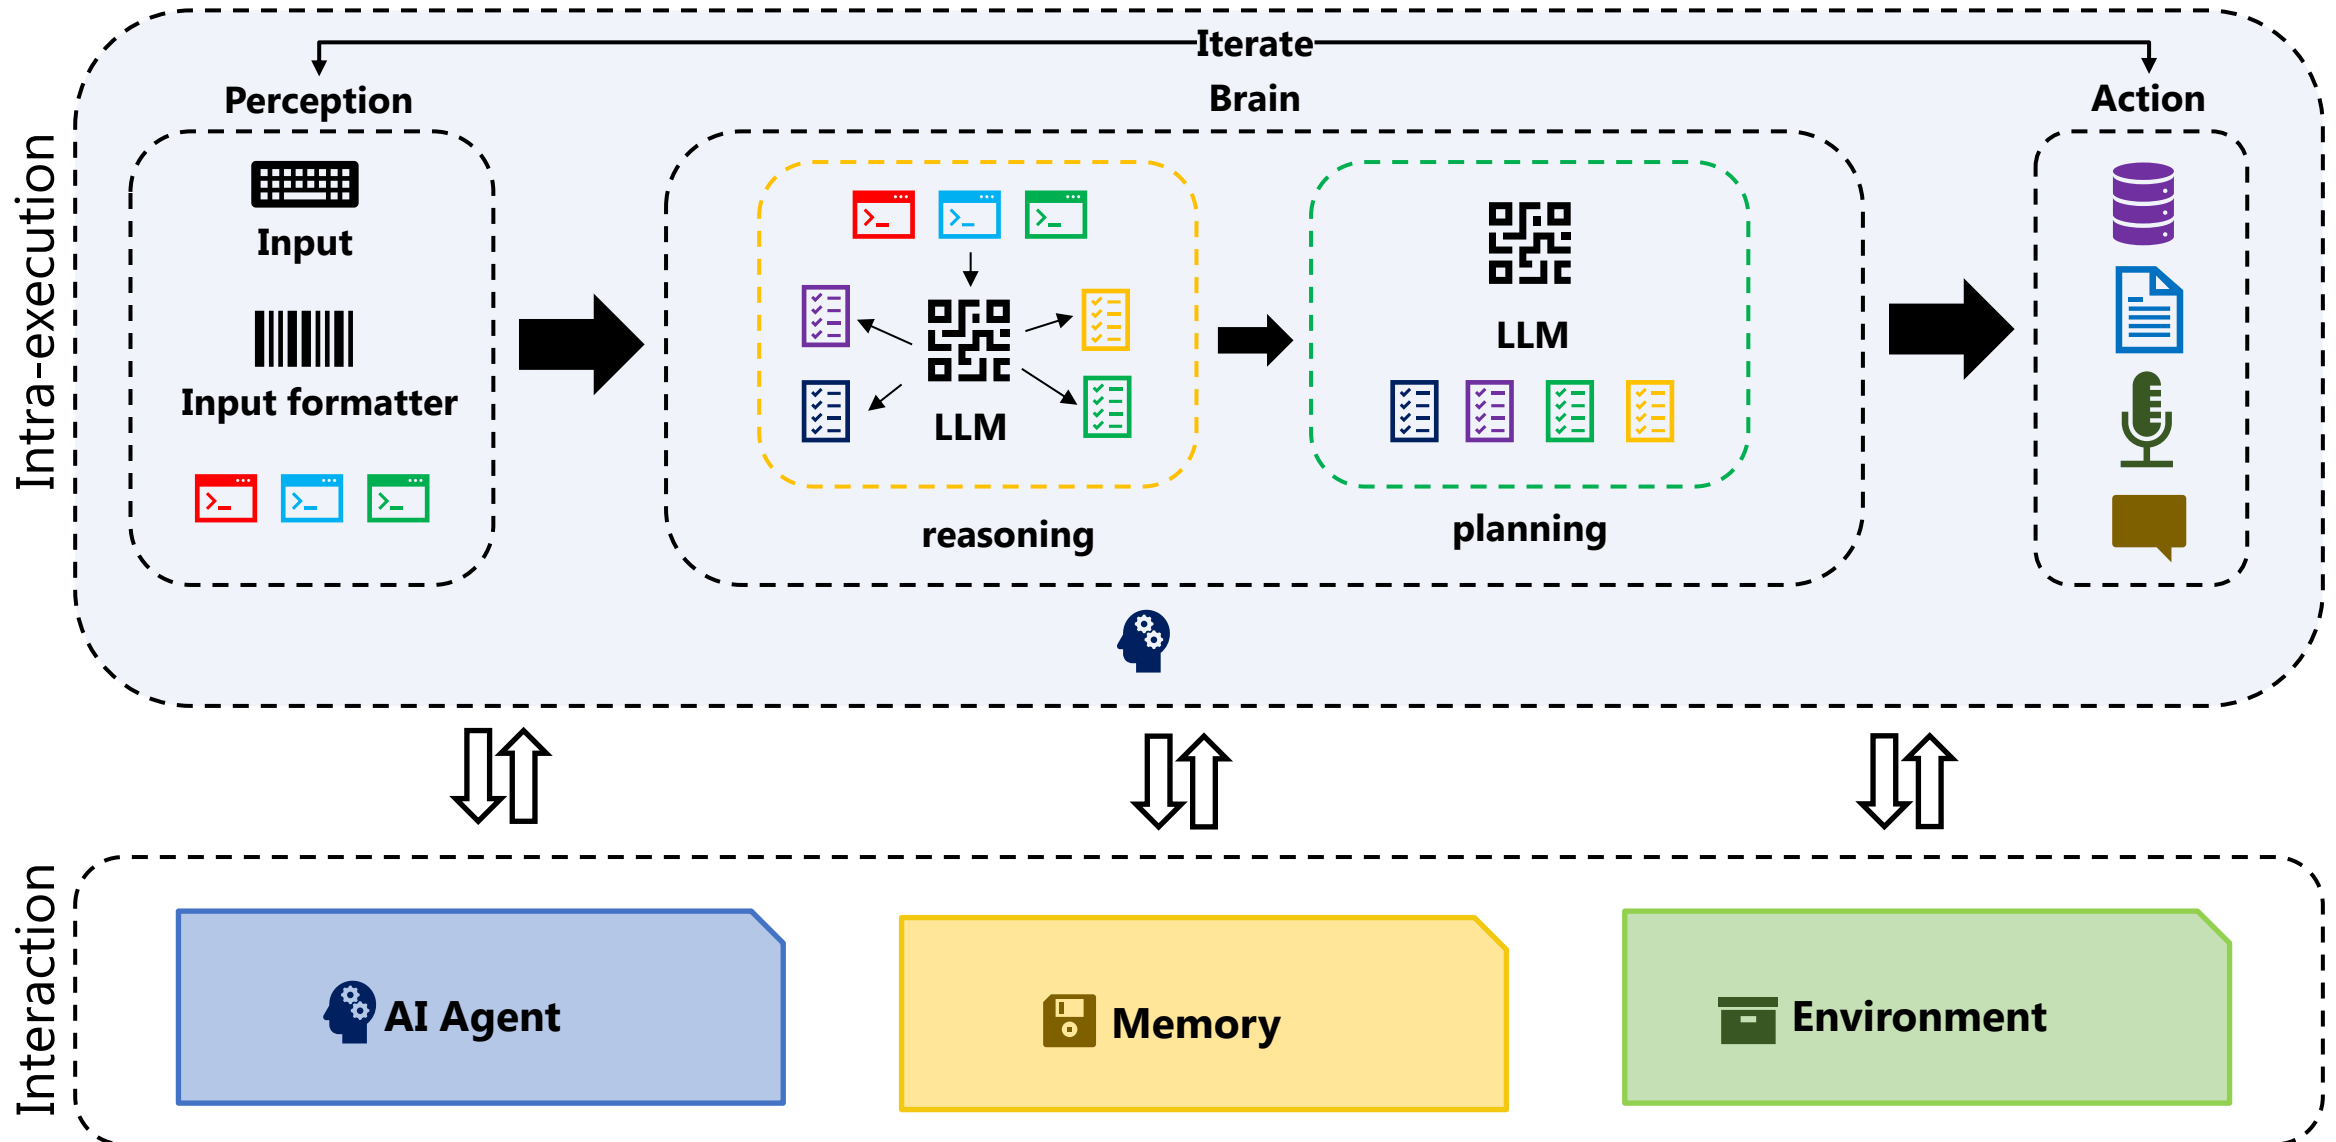 Intra-execution
Iterate
Perception
Brain
Action
Input
Input formatter
LLM
reasoning
LLM
planning
Interaction
AI Agent
Memory
Environment